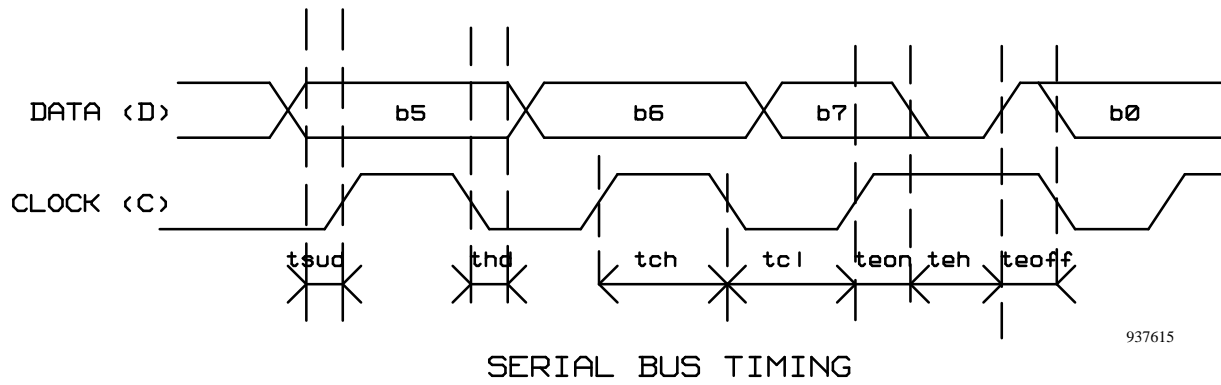 DATA (D)
b5
b6
b7
b0
CLOCK (C)
tsud
thd
tch
tcl
teon
teh
teoff
937615
SERIAL BUS TIMING